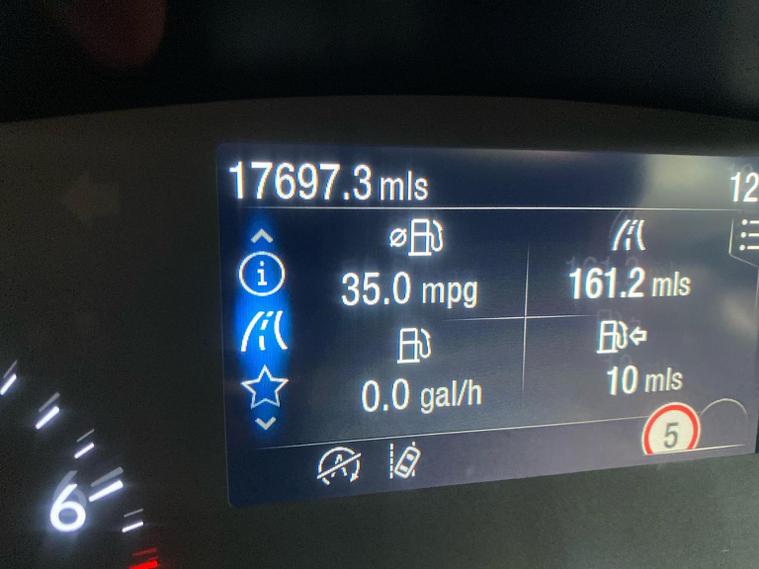 17697.3 mls
12
35.0 mpg
161.2 mls
0.0 gal/h
10 mls
5
6